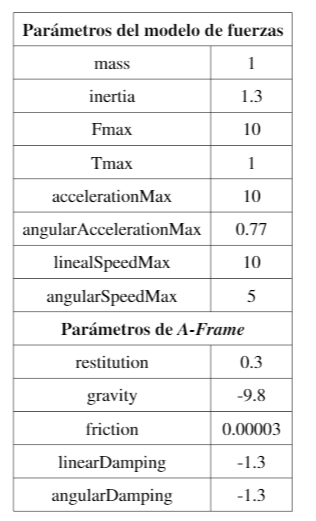 Parámetros del modelo de fuerzas
mass 1
inertia 1.3
Fmax 10
Tmax 1
accelerationMax 10
angularAccelerationMax 0.77
linealSpeedMax 10
angularSpeedMax 5
Parámetros de A-Frame
restitution 0.3
gravity -9.8
friction 0.00003
linearDamping -1.3
angularDamping -1.3